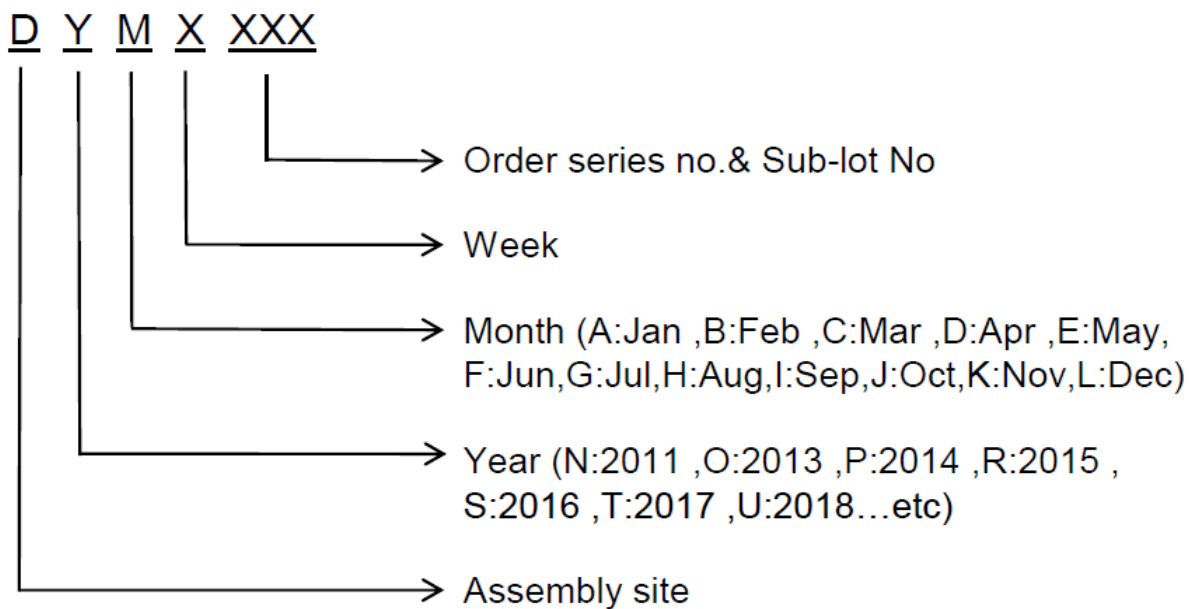 D Y M X XXX
Order series no.& Sub-lot No
Week
Month (A:Jan ,B:Feb ,C:Mar ,D:Apr ,E:May,
F:Jun,G:Jul,H:Aug,I:Sep,J:Oct,K:Nov,L:Dec)
Year (N:2011 ,O:2013 ,P:2014 ,R:2015 ,
S:2016 ,T:2017 ,U:2018...etc)
Assembly site